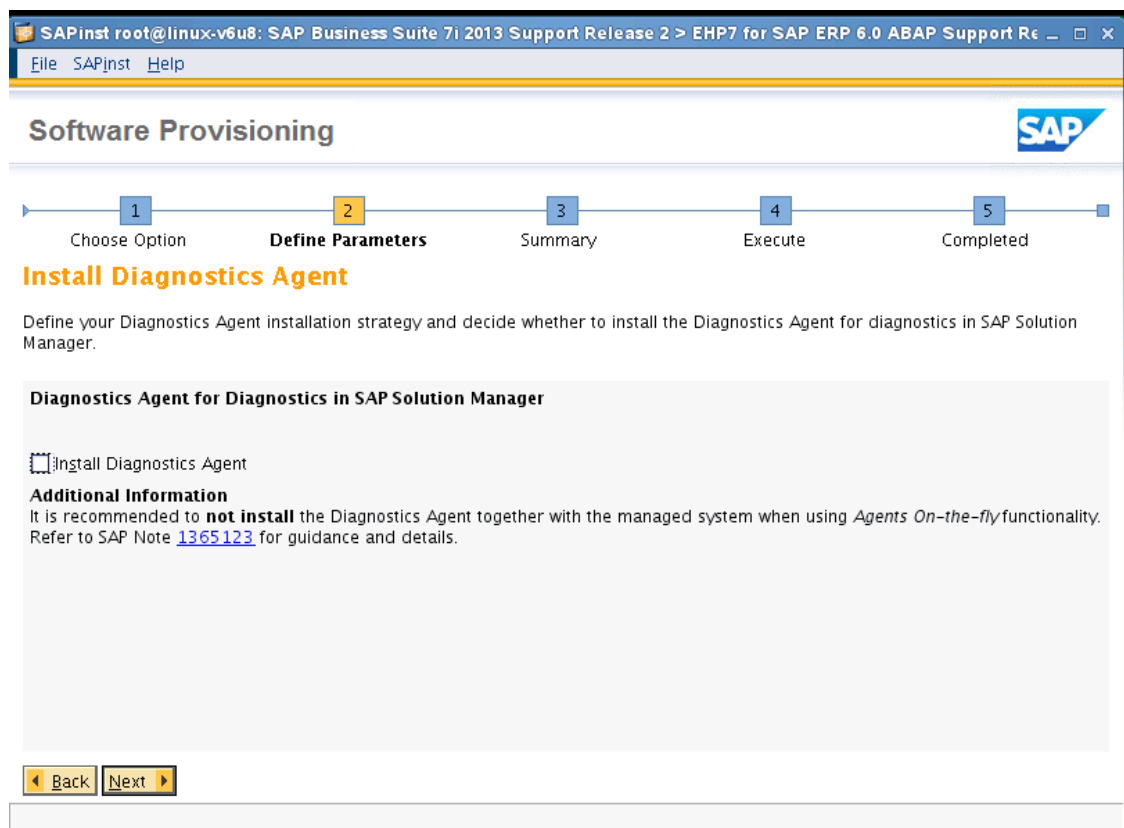 SAPinst root@linux-v6u8: SAP Business Suite 7i 2013 Support Release 2 > EHP7 for SAP ERP 6.0 ABAP Support Re
File SAPinst Help
Software Provisioning
SAP
1 2 3 4 5
Choose Option Define Parameters Summary Execute Completed
Install Diagnostics Agent
Define your Diagnostics Agent installation strategy and decide whether to install the Diagnostics Agent for diagnostics in SAP Solution
Manager.
Diagnostics Agent for Diagnostics in SAP Solution Manager
Install Diagnostics Agent
Additional Information
It is recommended to not install the Diagnostics Agent together with the managed system when using Agents On-the-fly functionality.
Refer to SAP Note 1365123 for guidance and details.
Back Next